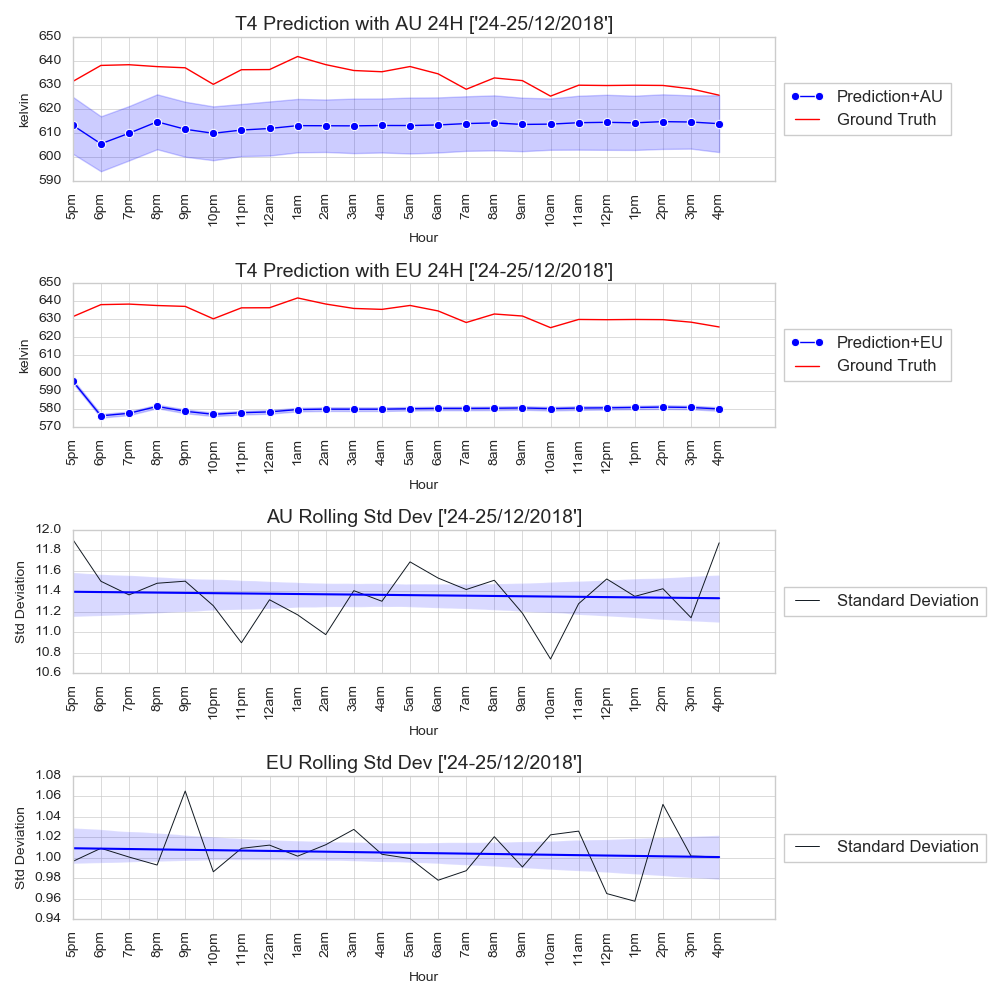 T4 Prediction with AU 24H ['24-25/12/2018']
650
640
630
620
610
600
590
kelvin
5pm 6pm 7pm 8pm 9pm 10pm 11pm 12am 1am 2am 3am 4am 5am 6am 7am 8am 9am 10am 11am 12pm 1pm 2pm 3pm 4pm
Hour
Prediction+AU
Ground Truth
T4 Prediction with EU 24H ['24-25/12/2018']
650
640
630
620
610
600
590
580
570
kelvin
5pm 6pm 7pm 8pm 9pm 10pm 11pm 12am 1am 2am 3am 4am 5am 6am 7am 8am 9am 10am 11am 12pm 1pm 2pm 3pm 4pm
Hour
Prediction+EU
Ground Truth
AU Rolling Std Dev ['24-25/12/2018']
12.0
11.8
11.6
11.4
11.2
11.0
10.8
10.6
Std Deviation
5pm 6pm 7pm 8pm 9pm 10pm 11pm 12am 1am 2am 3am 4am 5am 6am 7am 8am 9am 10am 11am 12pm 1pm 2pm 3pm 4pm
Hour
Standard Deviation
EU Rolling Std Dev ['24-25/12/2018']
1.08
1.06
1.04
1.02
1.00
0.98
0.96
0.94
Std Deviation
5pm 6pm 7pm 8pm 9pm 10pm 11pm 12am 1am 2am 3am 4am 5am 6am 7am 8am 9am 10am 11am 12pm 1pm 2pm 3pm 4pm
Hour
Standard Deviation